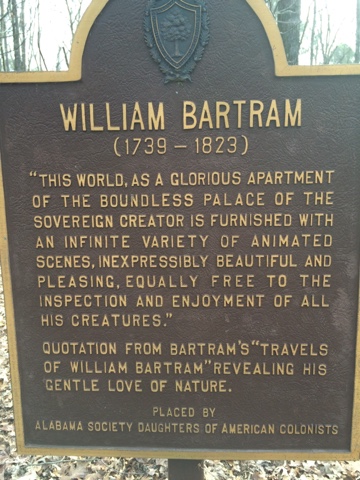 WILLIAM BARTRAM
(1739 – 1823)
"THIS WORLD, AS A GLORIOUS APARTMENT
OF THE BOUNDLESS PALACE OF THE
SOVEREIGN CREATOR IS FURNISHED WITH
AN INFINITE VARIETY OF ANIMATED
SCENES, INEXPRESSIBLY BEAUTIFUL AND
PLEASING, EQUALLY FREE TO THE
INSPECTION AND ENJOYMENT OF ALL
HIS CREATURES."
QUOTATION FROM BARTRAM'S "TRAVELS
OF WILLIAM BARTRAM" REVEALING HIS
GENTLE LOVE OF NATURE.
PLACED BY
ALABAMA SOCIETY DAUGHTERS OF AMERICAN COLONISTS